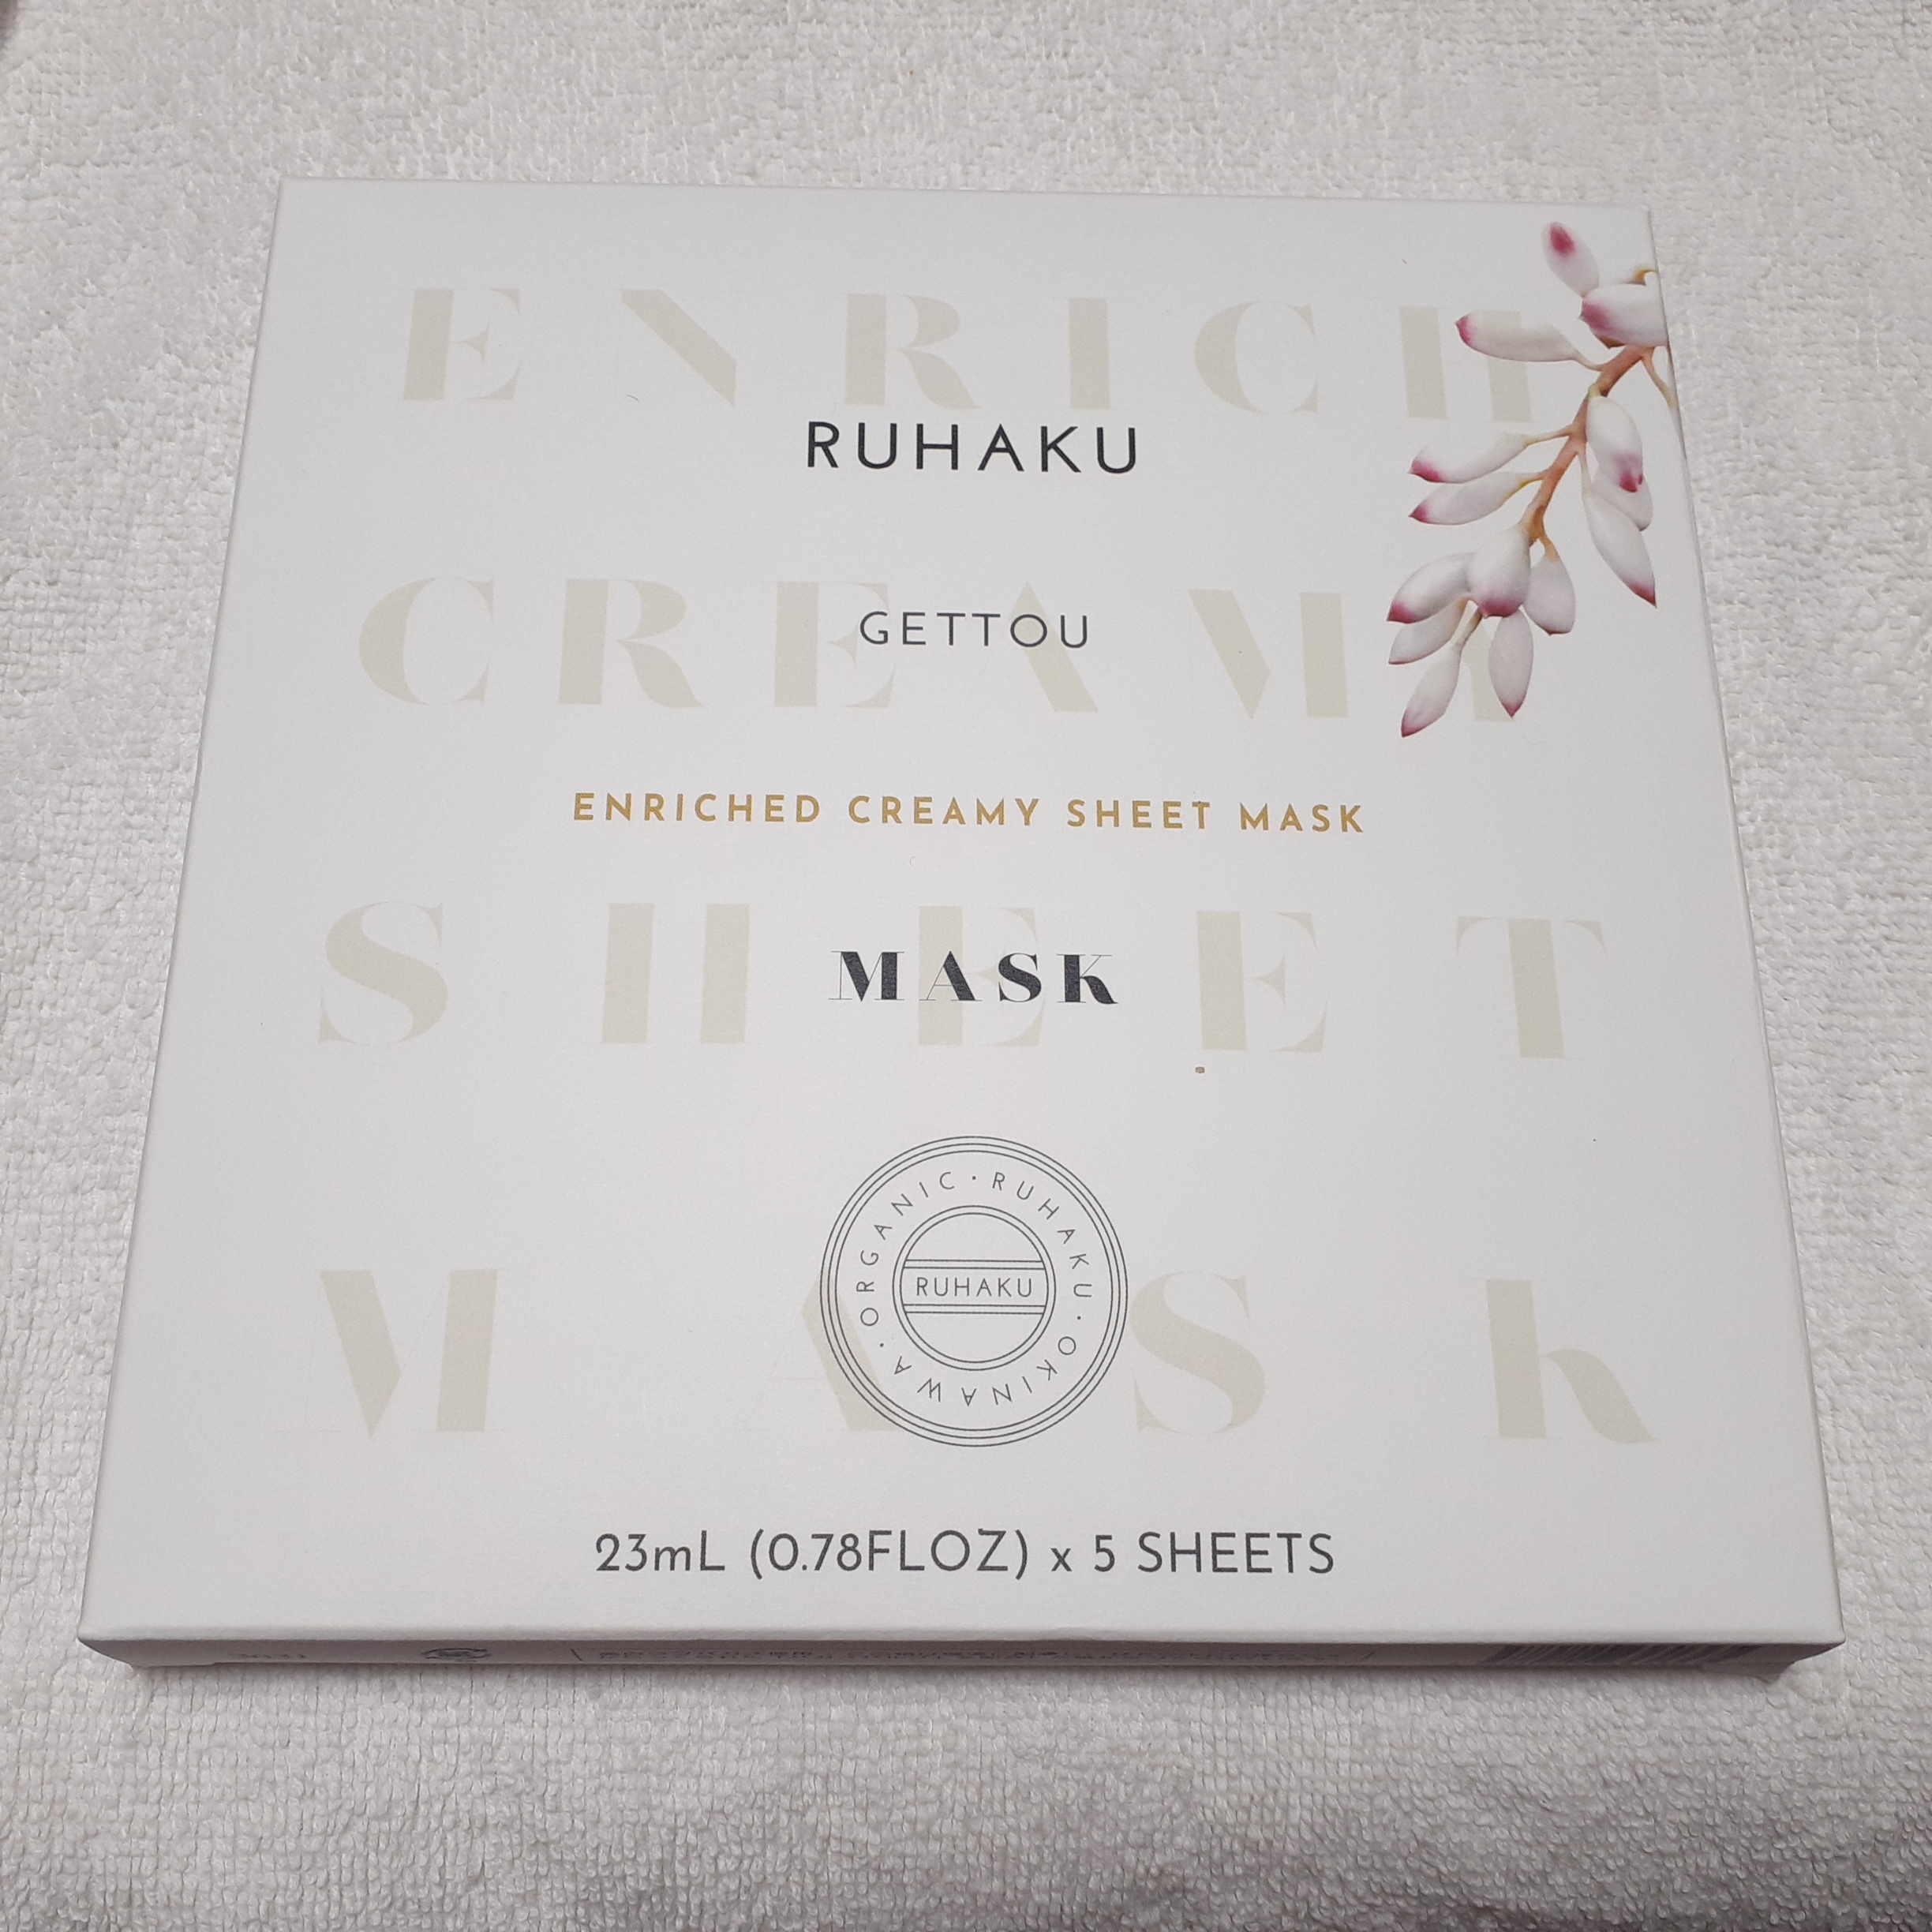 ENRICH
RUHAKU
CREAMY
GETTOU
ENRICHED CREAMY SHEET MASK
SHEET
MASK
MASK
ORGANIC · RUHAKU · OKINAWA ·
RUHAKU
23mL (0.78FLOZ) x 5 SHEETS